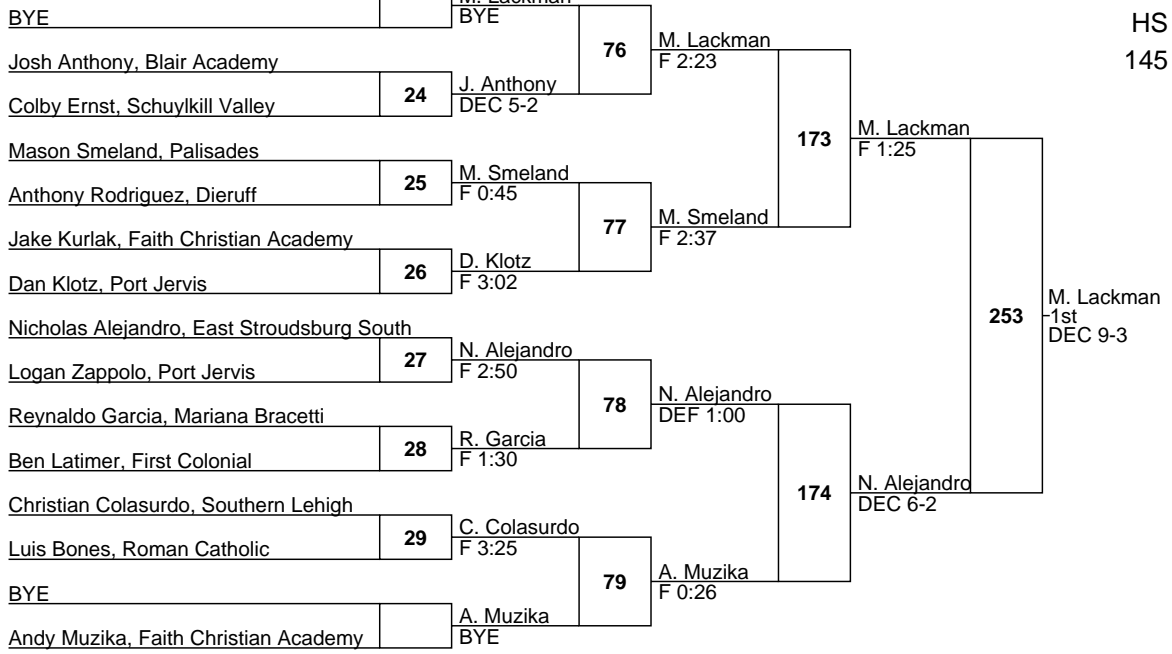 M. Lackman
BYE
BYE
HS
145
76
M. Lackman
F 2:23
Josh Anthony, Blair Academy
24
J. Anthony
DEC 5-2
Colby Ernst, Schuylkill Valley
173
M. Lackman
F 1:25
Mason Smeland, Palisades
25
M. Smeland
F 0:45
Anthony Rodriguez, Dieruff
77
M. Smeland
F 2:37
Jake Kurlak, Faith Christian Academy
26
D. Klotz
F 3:02
Dan Klotz, Port Jervis
253
M. Lackman
1st
DEC 9-3
Nicholas Alejandro, East Stroudsburg South
27
N. Alejandro
F 2:50
Logan Zappolo, Port Jervis
78
N. Alejandro
DEF 1:00
Reynaldo Garcia, Mariana Bracetti
28
R. Garcia
F 1:30
Ben Latimer, First Colonial
174
N. Alejandro
DEC 6-2
Christian Colasurdo, Southern Lehigh
29
C. Colasurdo
F 3:25
Luis Bones, Roman Catholic
79
A. Muzika
F 0:26
BYE
A. Muzika
BYE
Andy Muzika, Faith Christian Academy